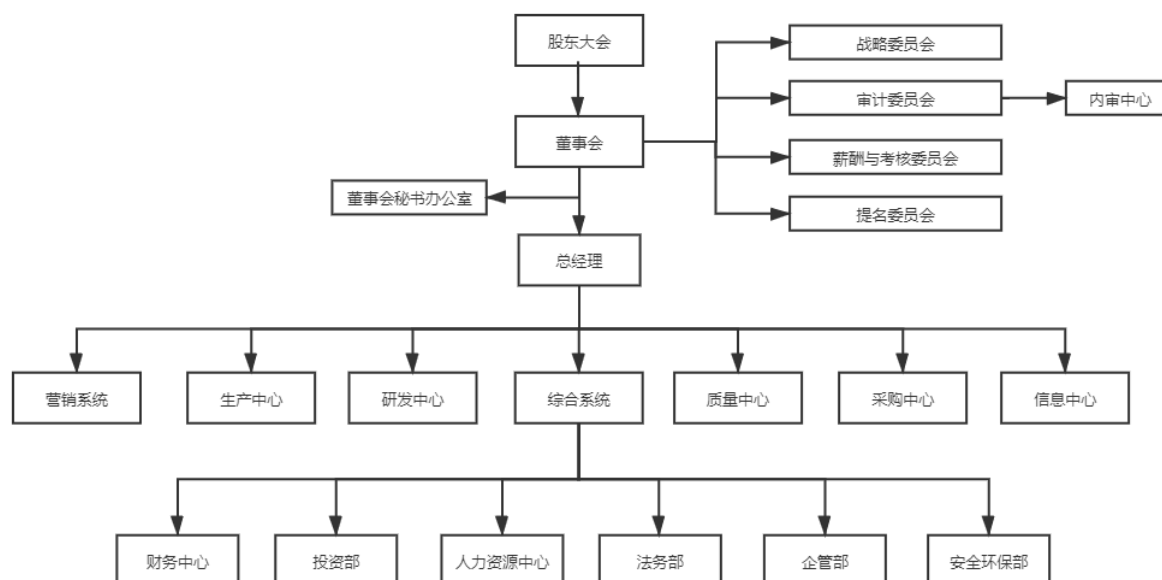 股东大会
战略委员会
审计委员会
内审中心
董事会
薪酬与考核委员会
董事会秘书办公室
提名委员会
总经理
营销系统
生产中心
研发中心
综合系统
质量中心
采购中心
信息中心
财务中心
投资部
人力资源中心
法务部
企管部
安全环保部